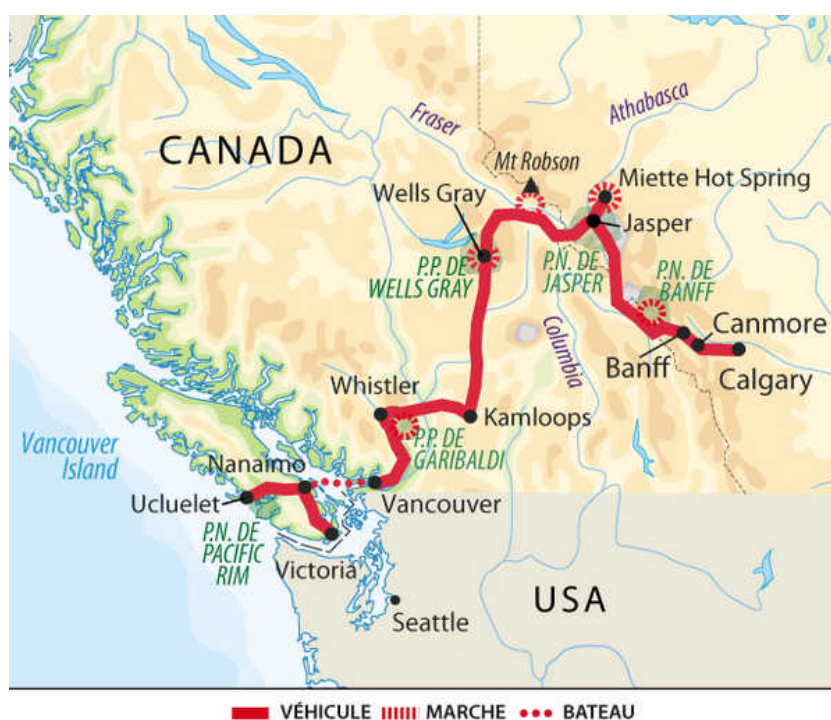 CANADA
Fraser
Athabasca
Mt Robson
Wells Gray
Miette Hot Spring
Jasper
P.P. DE
WELLS GRAY
P.N. DE
JASPER
P.N. DE
BANFF
Columbia
Canmore
Banff
Calgary
Whistler
Kamloops
P.P. DE
GARIBALDI
Vancouver
Island
Nanaimo
Ucluelet
Vancouver
P.N. DE
PACIFIC
RIM
Victoria
Seattle
USA
VÉHICULE MARCHE BATEAU